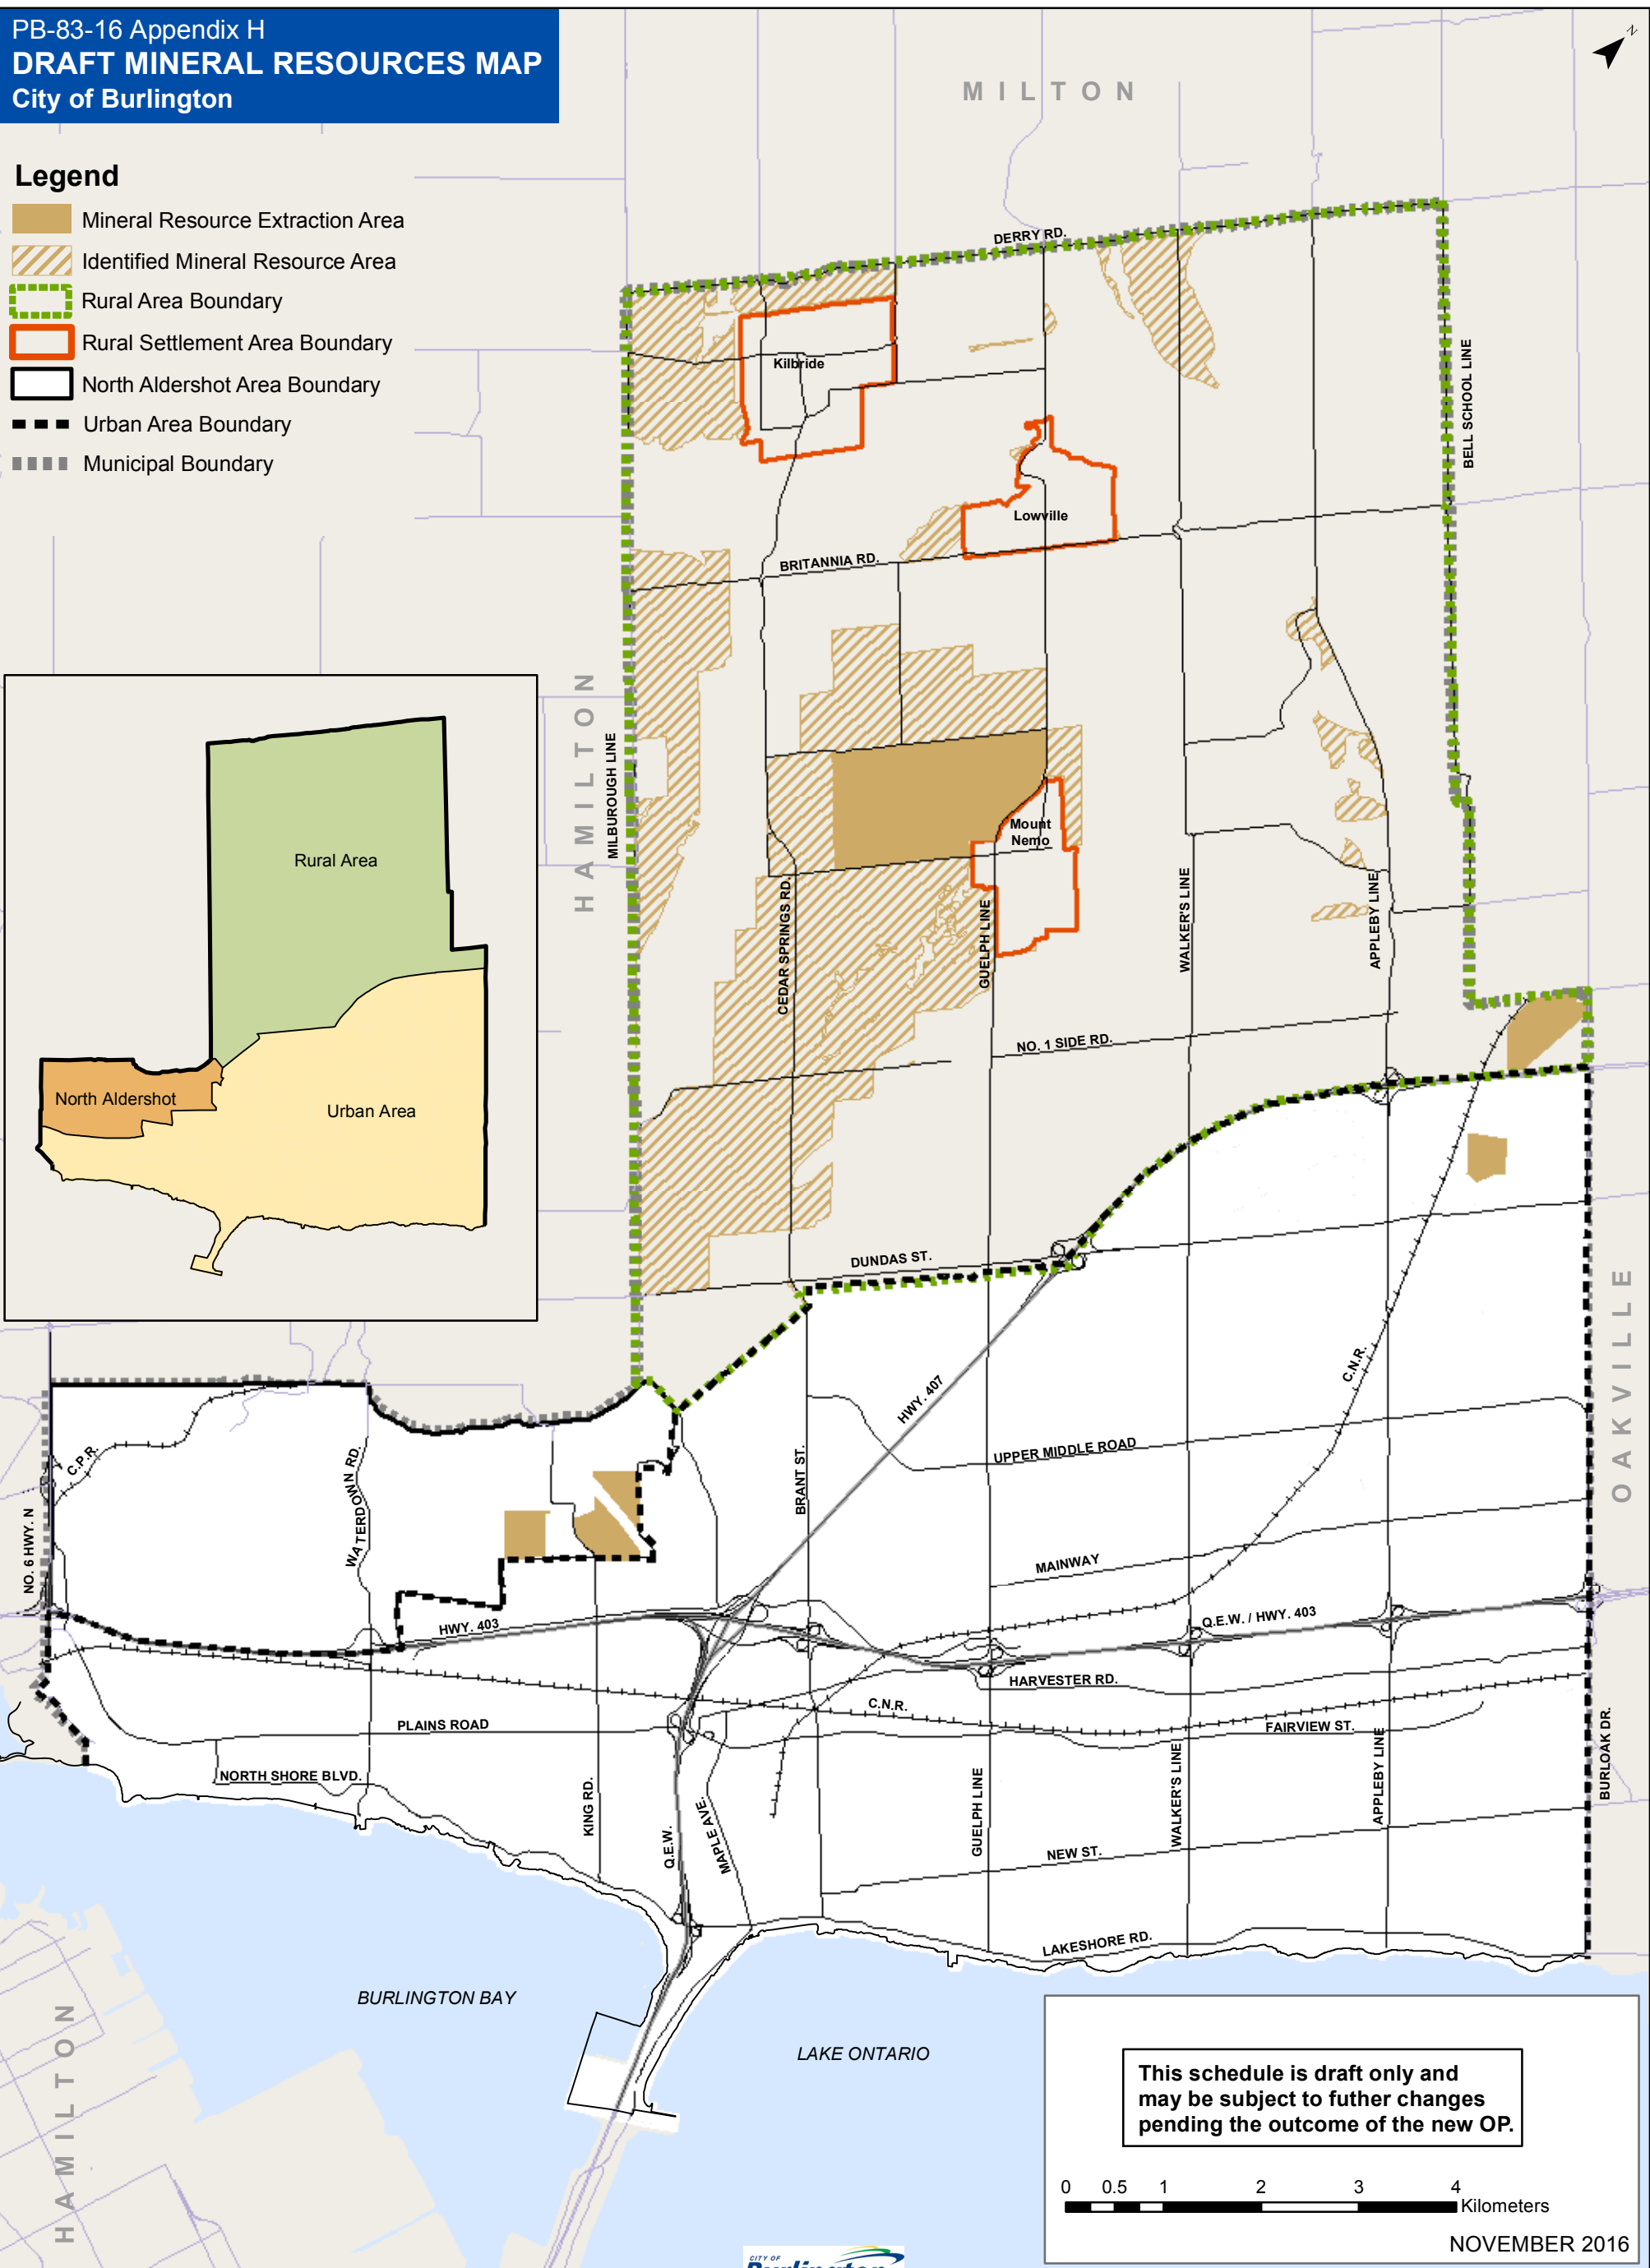 PB-83-16 Appendix H
DRAFT MINERAL RESOURCES MAP
City of Burlington
N
MILTON
Legend
Mineral Resource Extraction Area
Identified Mineral Resource Area
Rural Area Boundary
Rural Settlement Area Boundary
North Aldershot Area Boundary
Urban Area Boundary
Municipal Boundary
DERRY RD.
Kilbride
BELL SCHOOL LINE
Lowville
BRITANNIA RD.
HAMILTON
MILBOROUGH LINE
Mount
Nemo
CEDAR SPRINGS RD.
GUELPH LINE
WALKER'S LINE
APPLEBY LINE
NO. 1 SIDE RD.
Rural Area
North Aldershot
Urban Area
DUNDAS ST.
OAKVILLE
C.N.R.
HWY. 407
UPPER MIDDLE ROAD
BRANT ST.
C.P.R.
WATERDOWN RD.
NO. 6 HWY. N
MAINWAY
HWY. 403
Q.E.W. / HWY. 403
HARVESTER RD.
C.N.R.
PLAINS ROAD
FAIRVIEW ST.
NORTH SHORE BLVD.
KING RD.
Q.E.W.
MAPLE AVE.
GUELPH LINE
WALKER'S LINE
APPLEBY LINE
BURLOAK DR.
NEW ST.
LAKESHORE RD.
BURLINGTON BAY
LAKE ONTARIO
HAMILTON
This schedule is draft only and
may be subject to futher changes
pending the outcome of the new OP.
0 0.5 1 2 3 4
Kilometers
NOVEMBER 2016
CITY OF
Burlington